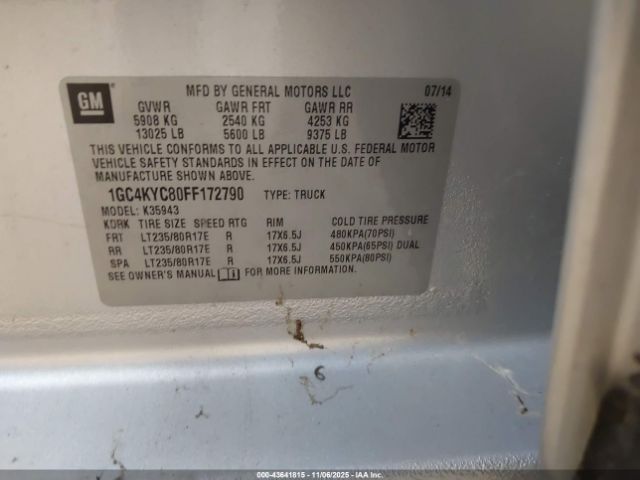 GM
MFD BY GENERAL MOTORS LLC 07/14
GVWR GAWR FRT GAWR RR
5908 KG 2540 KG 4253 KG
13025 LB 5600 LB 9375 LB
THIS VEHICLE CONFORMS TO ALL APPLICABLE U.S. FEDERAL MOTOR
VEHICLE SAFETY STANDARDS IN EFFECT ON THE DATE OF
MANUFACTURE SHOWN ABOVE.
1GC4KYC80FF172790 TYPE: TRUCK
MODEL: K35943
KDRK TIRE SIZE SPEED RTG RIM COLD TIRE PRESSURE
FRT LT235/80R17E R 17X6.5J 480KPA(70PSI)
RR LT235/80R17E R 17X6.5J 450KPA(65PSI) DUAL
SPA LT235/80R17E R 17X6.5J 550KPA(80PSI)
SEE OWNER'S MANUAL FOR MORE INFORMATION.
6
© 2000-43641815 - 11/06/2025 - IAA Inc.